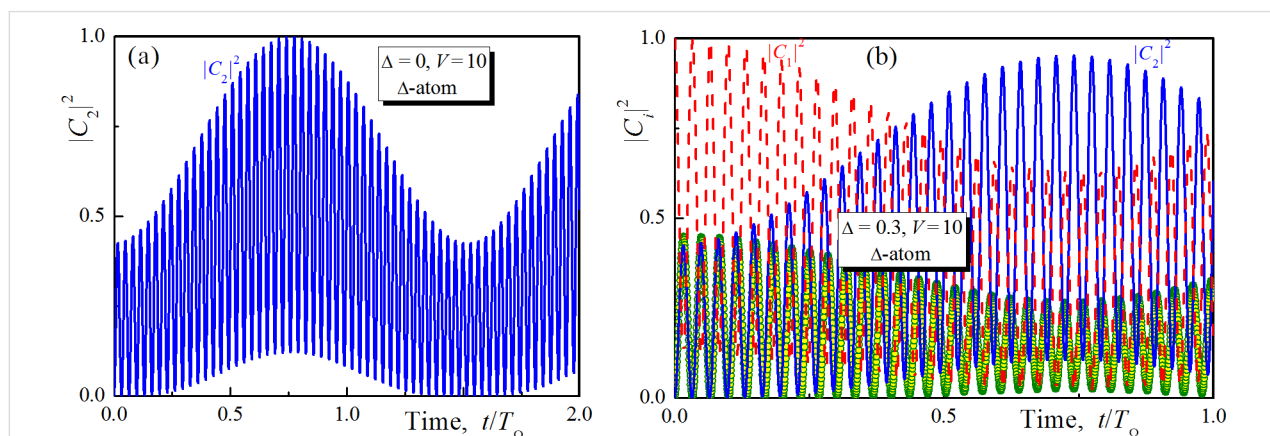 (a)
|C₂|²
Δ = 0, V = 10
Δ-atom
|C₂|²
1.0
0.5
0.0
0.0 0.5 1.0 1.5 2.0
Time, t/T_Ω
(b)
|C₁|²
|C₂|²
Δ = 0.3, V = 10
Δ-atom
|Cᵢ|²
1.0
0.5
0.0
0.0 0.5 1.0
Time, t/T_Ω